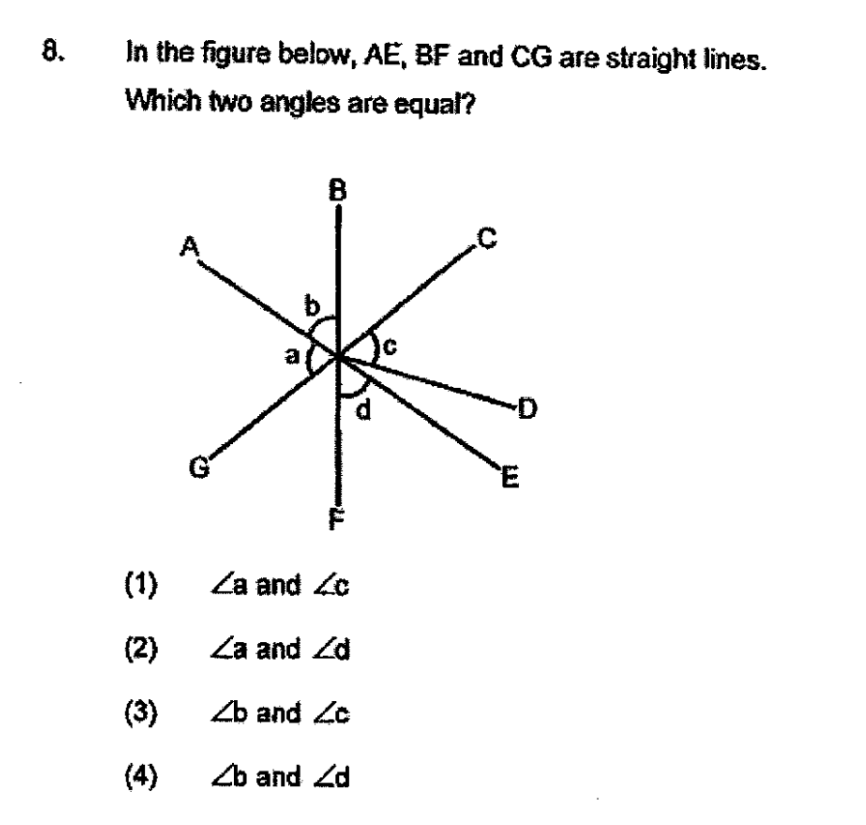 8. In the figure below, AE, BF and CG are straight lines.
Which two angles are equal?
B
A
C
b
a
c
d
D
G
E
F
(1) ∠a and ∠c
(2) ∠a and ∠d
(3) ∠b and ∠c
(4) ∠b and ∠d